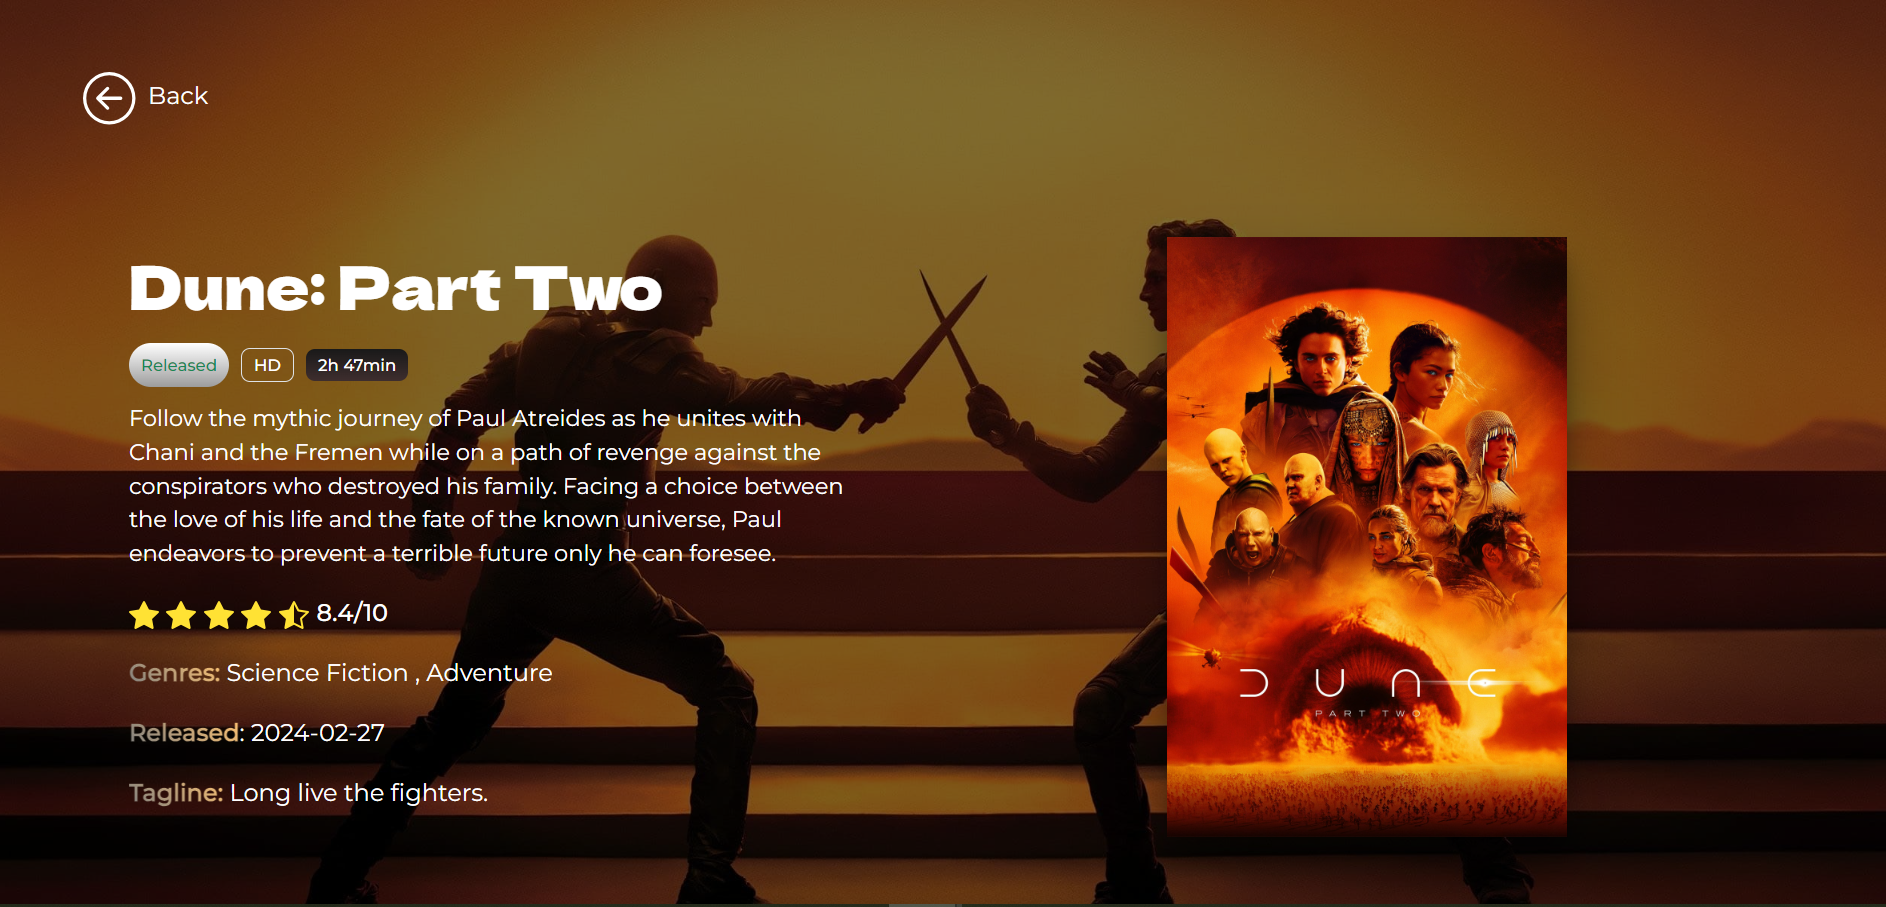 Back
Dune: Part Two
Released HD 2h 47min
Follow the mythic journey of Paul Atreides as he unites with
Chani and the Fremen while on a path of revenge against the
conspirators who destroyed his family. Facing a choice between
the love of his life and the fate of the known universe, Paul
endeavors to prevent a terrible future only he can foresee.
8.4/10
Genres: Science Fiction , Adventure
Released: 2024-02-27
Tagline: Long live the fighters.
DUNE
PART TWO